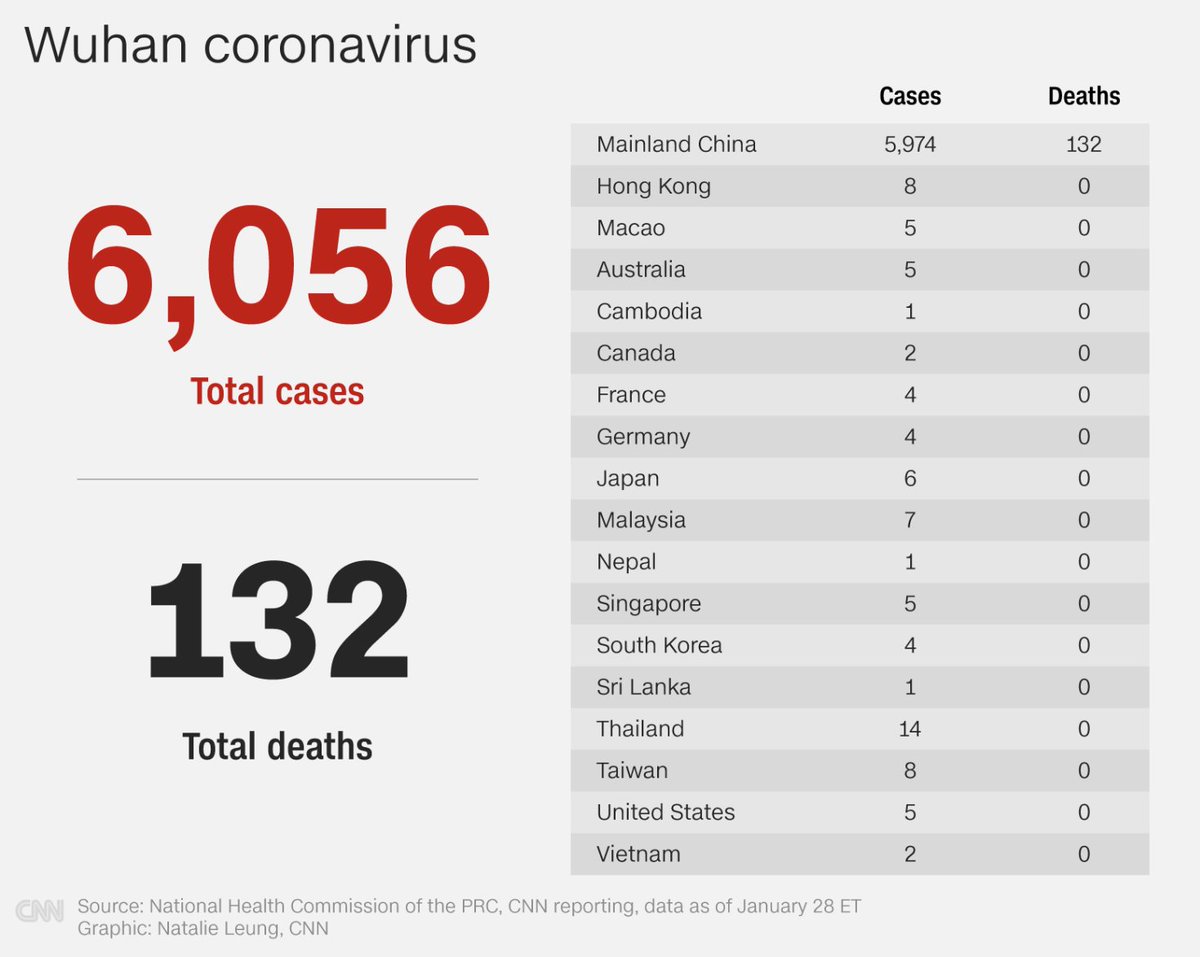 Wuhan coronavirus
6,056
Total cases
132
Total deaths
Cases Deaths
Mainland China 5,974 132
Hong Kong 8 0
Macao 5 0
Australia 5 0
Cambodia 1 0
Canada 2 0
France 4 0
Germany 4 0
Japan 6 0
Malaysia 7 0
Nepal 1 0
Singapore 5 0
South Korea 4 0
Sri Lanka 1 0
Thailand 14 0
Taiwan 8 0
United States 5 0
Vietnam 2 0
CNN
Source: National Health Commission of the PRC, CNN reporting, data as of January 28 ET
Graphic: Natalie Leung, CNN